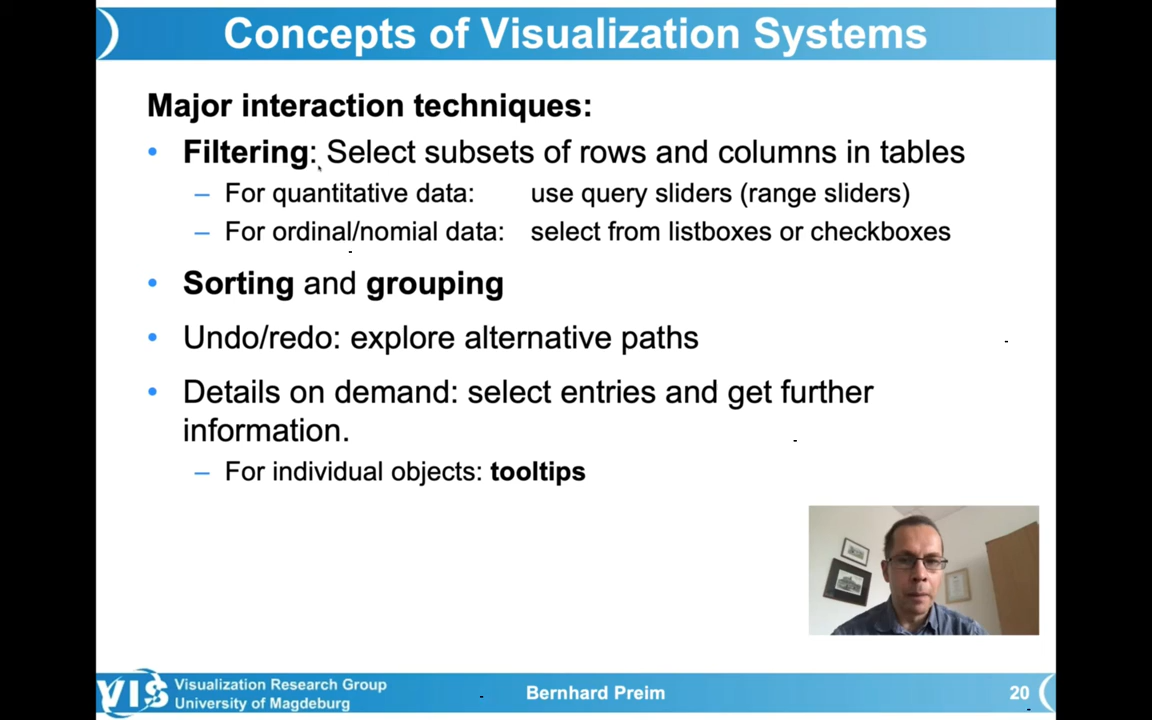 Concepts of Visualization Systems
Major interaction techniques:
• Filtering: Select subsets of rows and columns in tables
– For quantitative data: use query sliders (range sliders)
– For ordinal/nomial data: select from listboxes or checkboxes
• Sorting and grouping
• Undo/redo: explore alternative paths
• Details on demand: select entries and get further
information.
– For individual objects: tooltips
VIS
Visualization Research Group
University of Magdeburg
Bernhard Preim
20